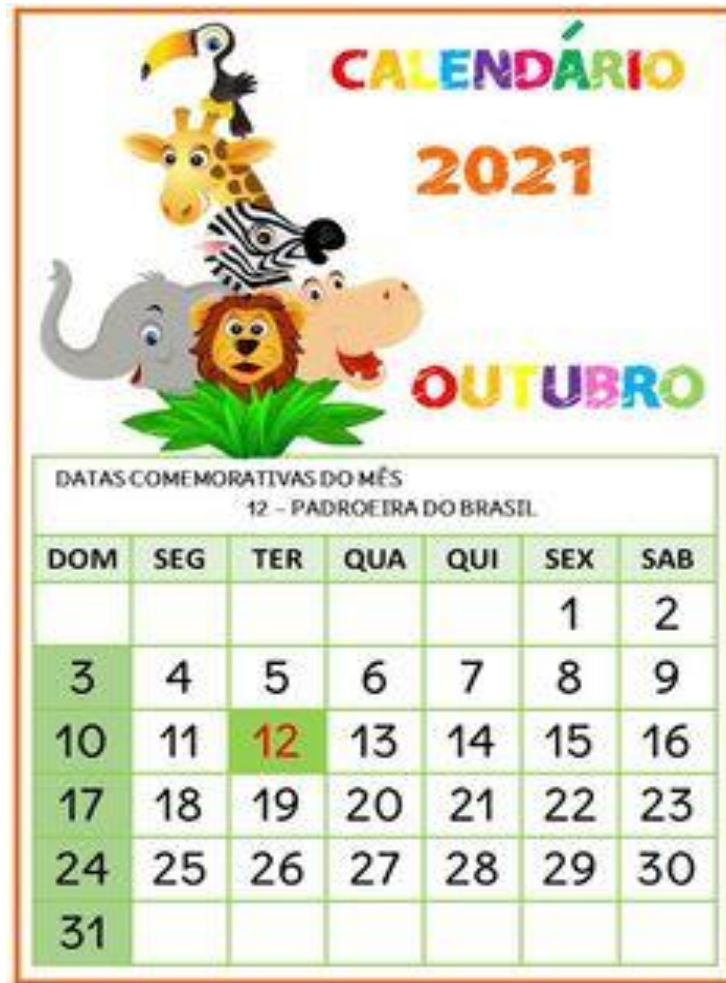 CALENDÁRIO
2021
OUTUBRO
DATAS COMEMORATIVAS DO MÊS
12 – PADROEIRA DO BRASIL
DOM SEG TER QUA QUI SEX SAB
1 2
3 4 5 6 7 8 9
10 11 12 13 14 15 16
17 18 19 20 21 22 23
24 25 26 27 28 29 30
31